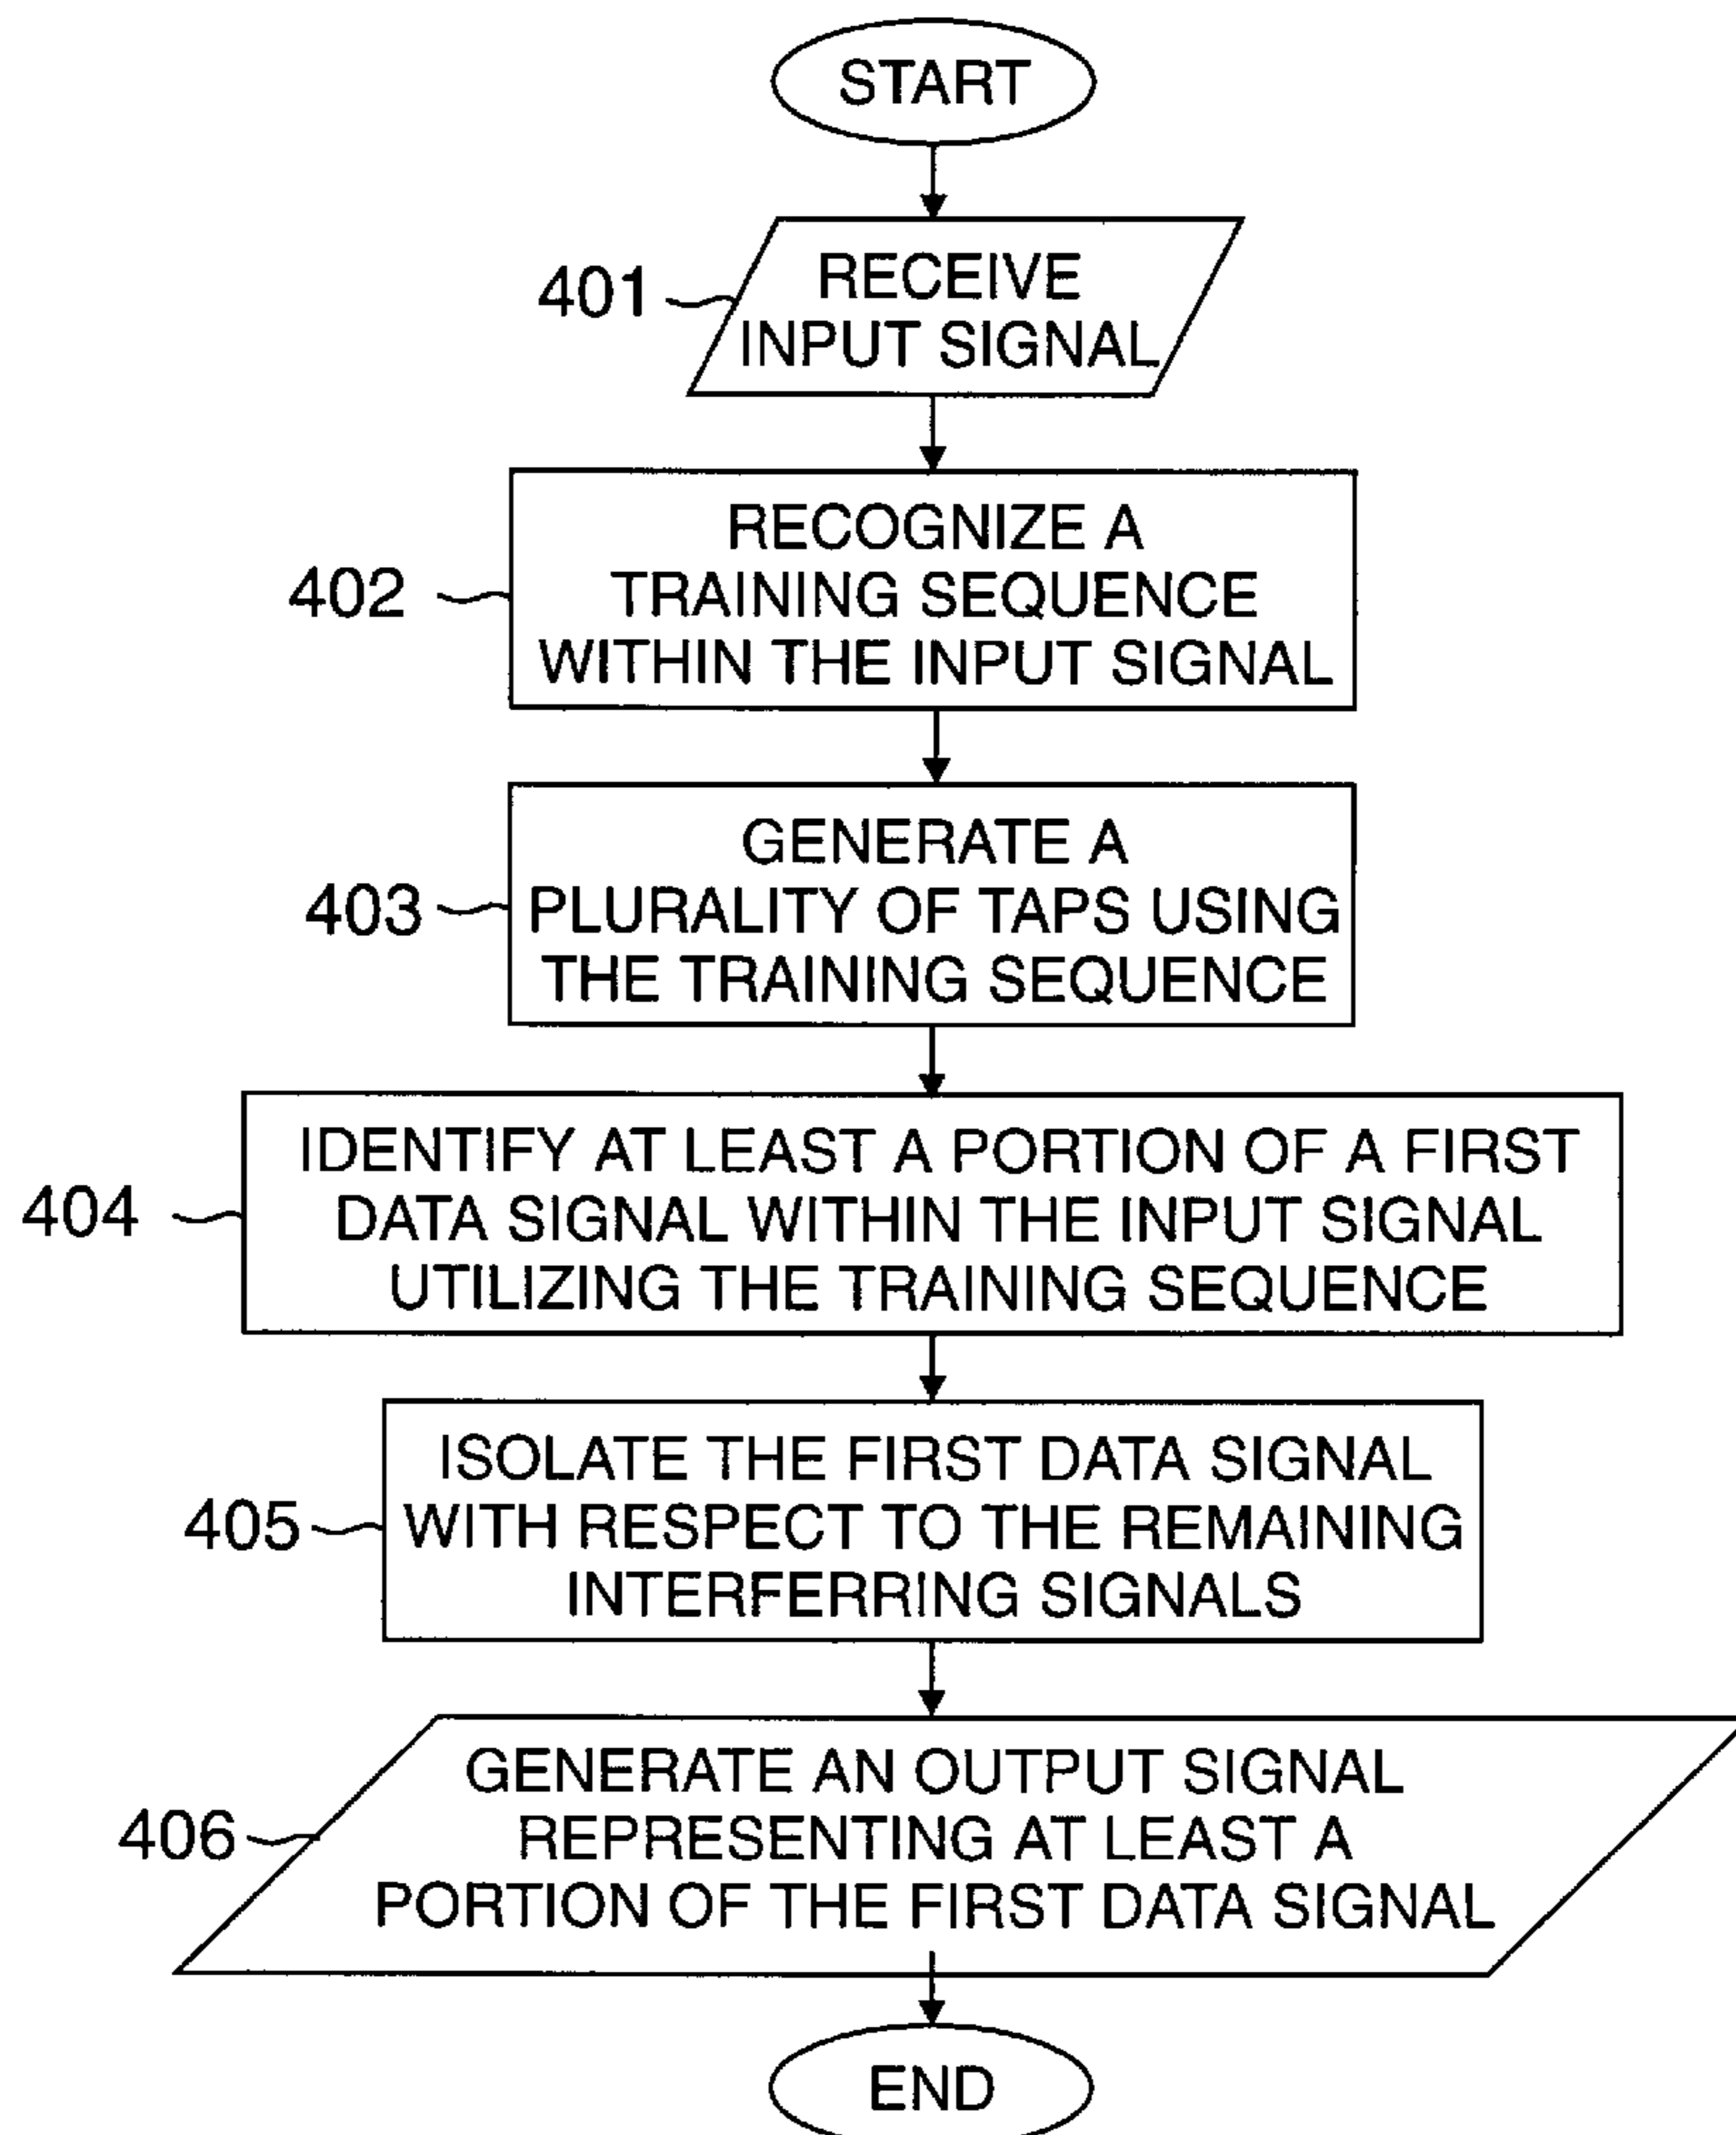 START
401
RECEIVE
INPUT SIGNAL
402
RECOGNIZE A
TRAINING SEQUENCE
WITHIN THE INPUT SIGNAL
403
GENERATE A
PLURALITY OF TAPS USING
THE TRAINING SEQUENCE
404
IDENTIFY AT LEAST A PORTION OF A FIRST
DATA SIGNAL WITHIN THE INPUT SIGNAL
UTILIZING THE TRAINING SEQUENCE
405
ISOLATE THE FIRST DATA SIGNAL
WITH RESPECT TO THE REMAINING
INTERFERRING SIGNALS
406
GENERATE AN OUTPUT SIGNAL
REPRESENTING AT LEAST A
PORTION OF THE FIRST DATA SIGNAL
END